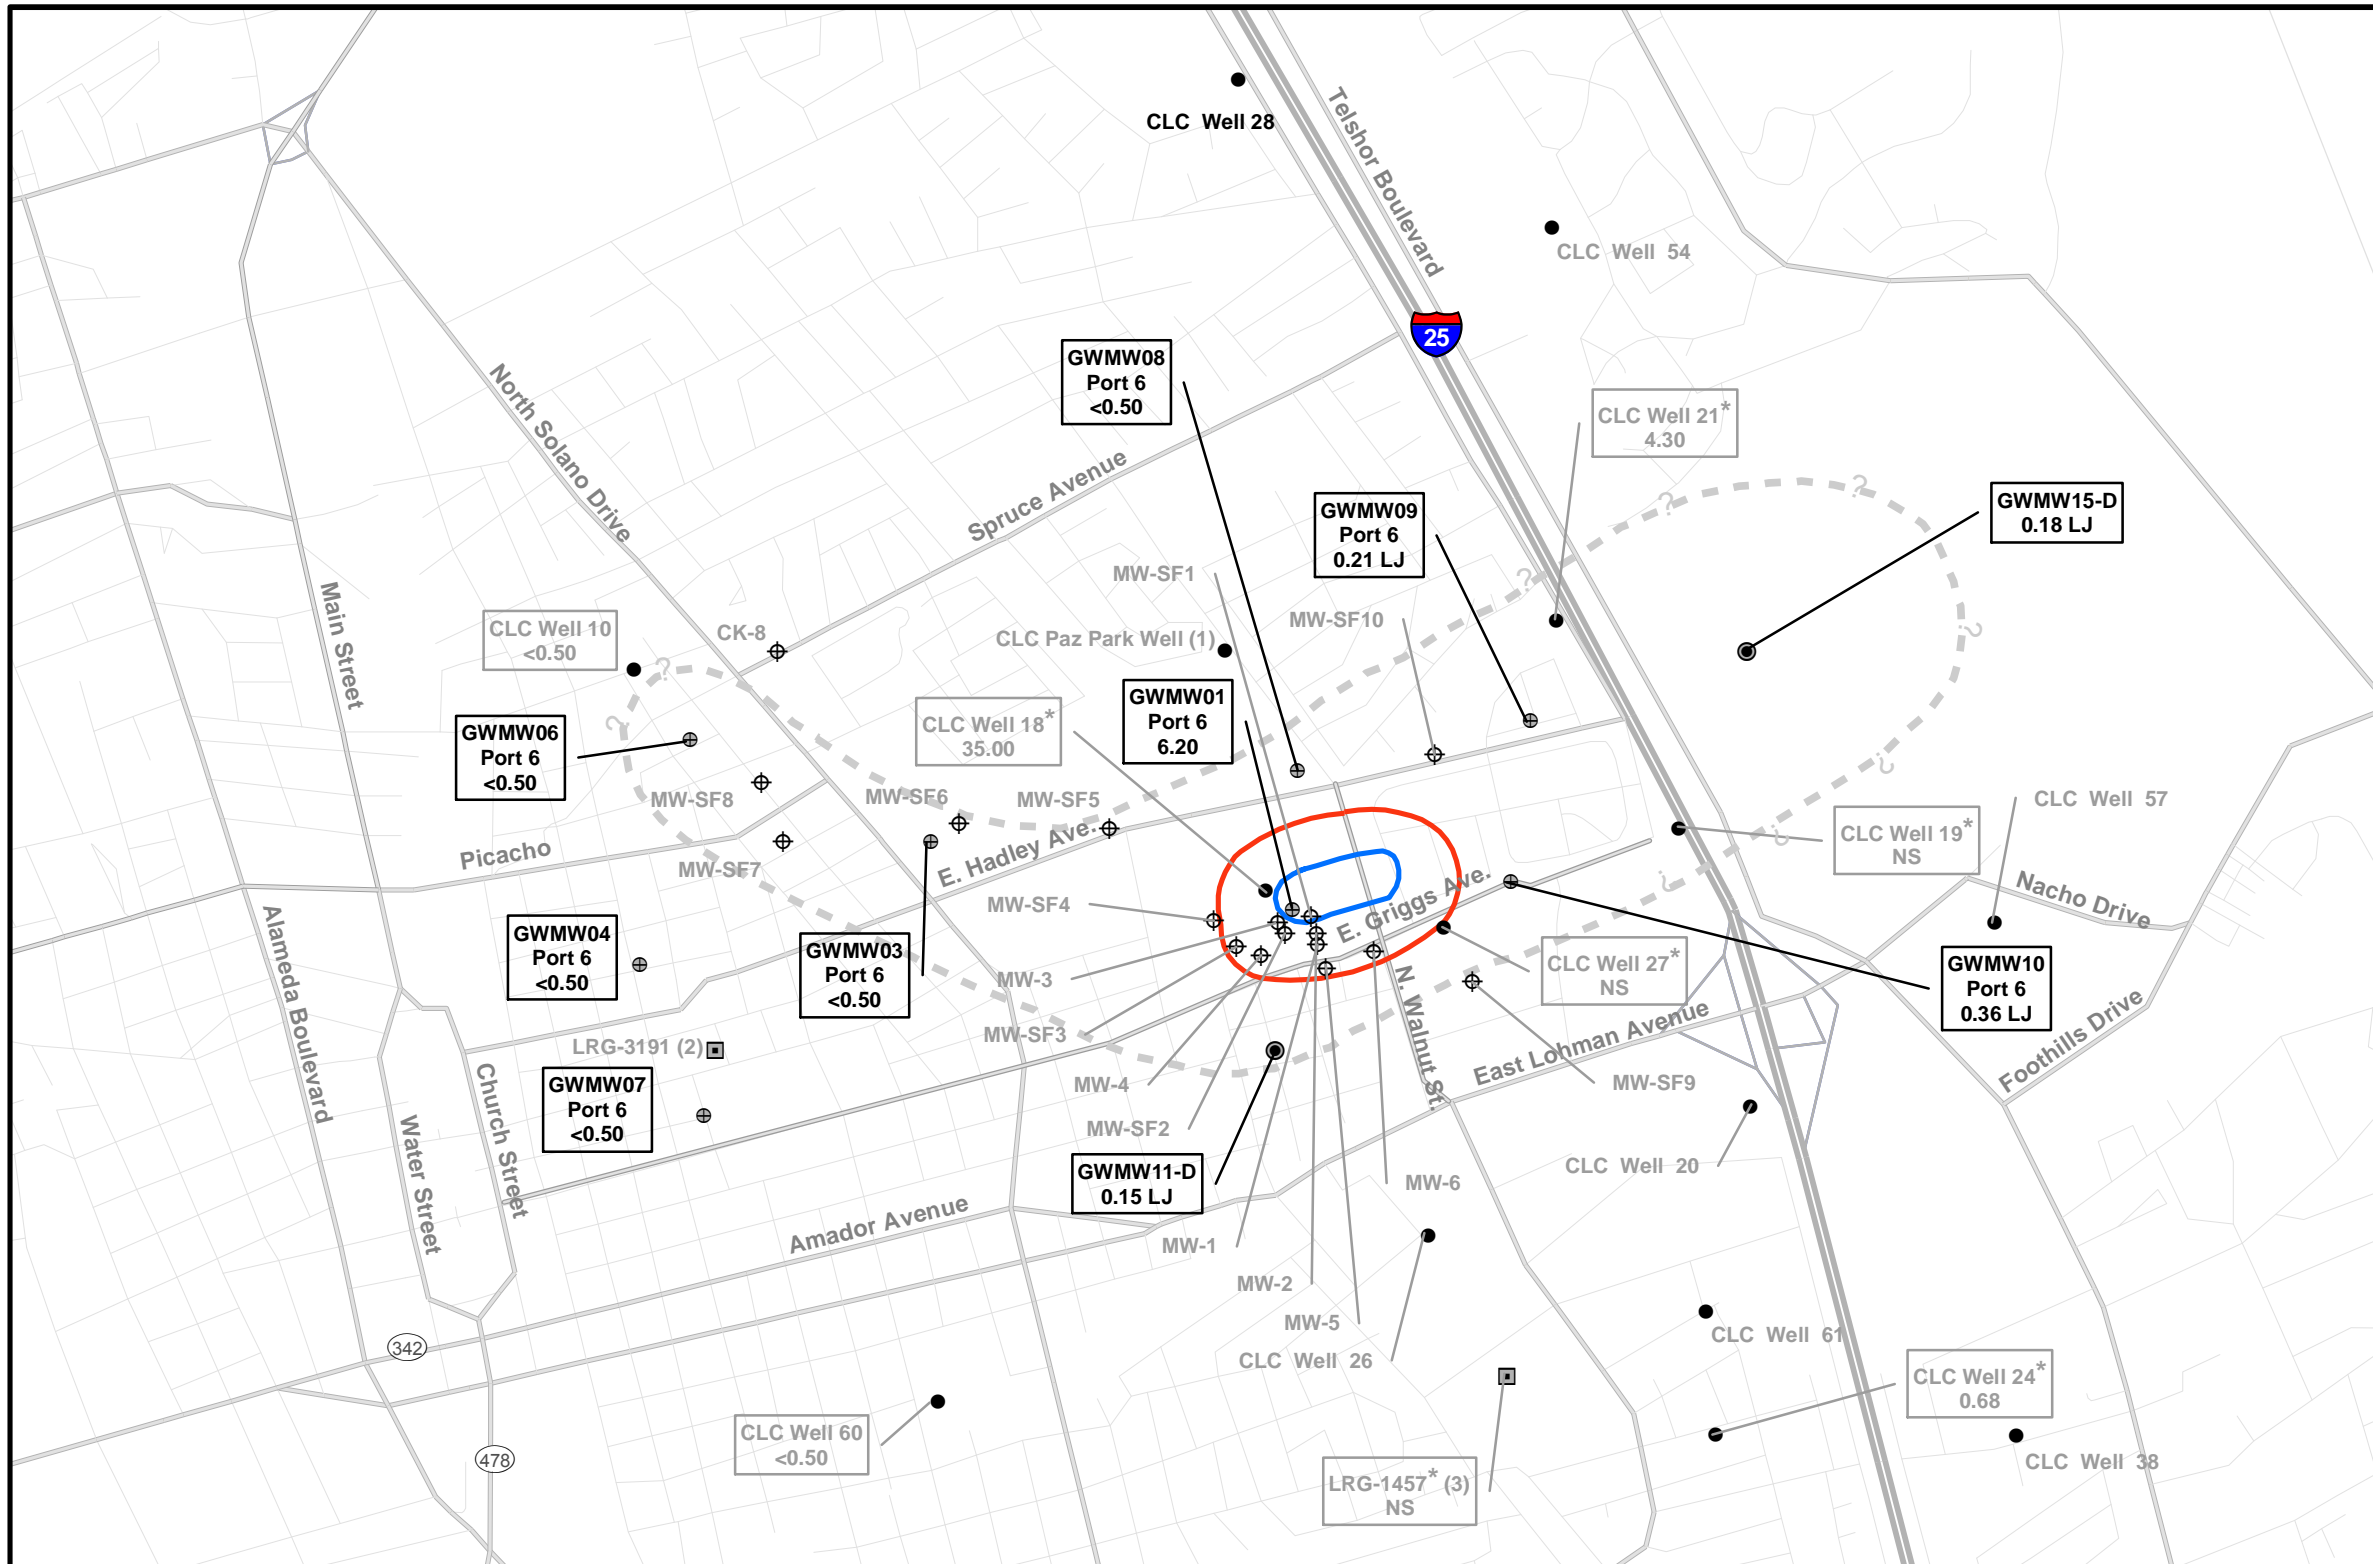 CLC Well 28
Telshor Boulevard
CLC Well 54
25
GWMW08
Port 6
<0.50
North Solano Drive
CLC Well 21*
4.30
Spruce Avenue
?
?
GWMW15-D
0.18 LJ
GWMW09
Port 6
0.21 LJ
MW-SF1
?
Main Street
CLC Well 10
<0.50
CK-8
CLC Paz Park Well (1)
MW-SF10
?
?
GWMW01
Port 6
6.20
CLC Well 18*
35.00
?
GWMW06
Port 6
<0.50
?
MW-SF8
MW-SF6
MW-SF5
CLC Well 57
Picacho
MW-SF7
E. Hadley Ave.
?
CLC Well 19*
NS
?
Nacho Drive
MW-SF4
E. Griggs Ave.
Alameda Boulevard
GWMW04
Port 6
<0.50
GWMW03
Port 6
<0.50
MW-3
CLC Well 27*
NS
GWMW10
Port 6
0.36 LJ
N. Walnut St.
MW-SF3
LRG-3191 (2)
East Lohman Avenue
Foothills Drive
MW-4
MW-SF9
GWMW07
Port 6
<0.50
Church Street
Water Street
MW-SF2
GWMW11-D
0.15 LJ
CLC Well 20
MW-6
Amador Avenue
MW-1
MW-2
MW-5
342
CLC Well 61
CLC Well 26
CLC Well 24*
0.68
CLC Well 60
<0.50
478
LRG-1457* (3)
NS
CLC Well 38